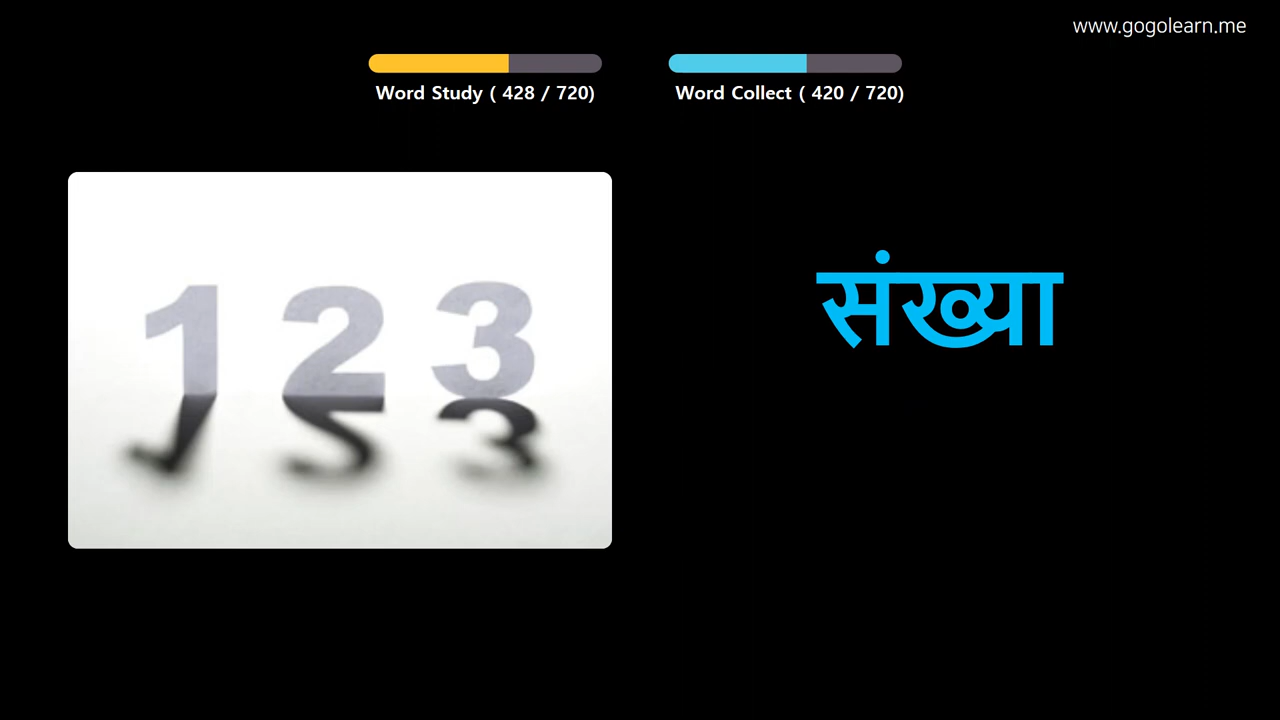 www.gogolearn.me
Word Study ( 428 / 720)
Word Collect ( 420 / 720)
1 2 3
संख्या